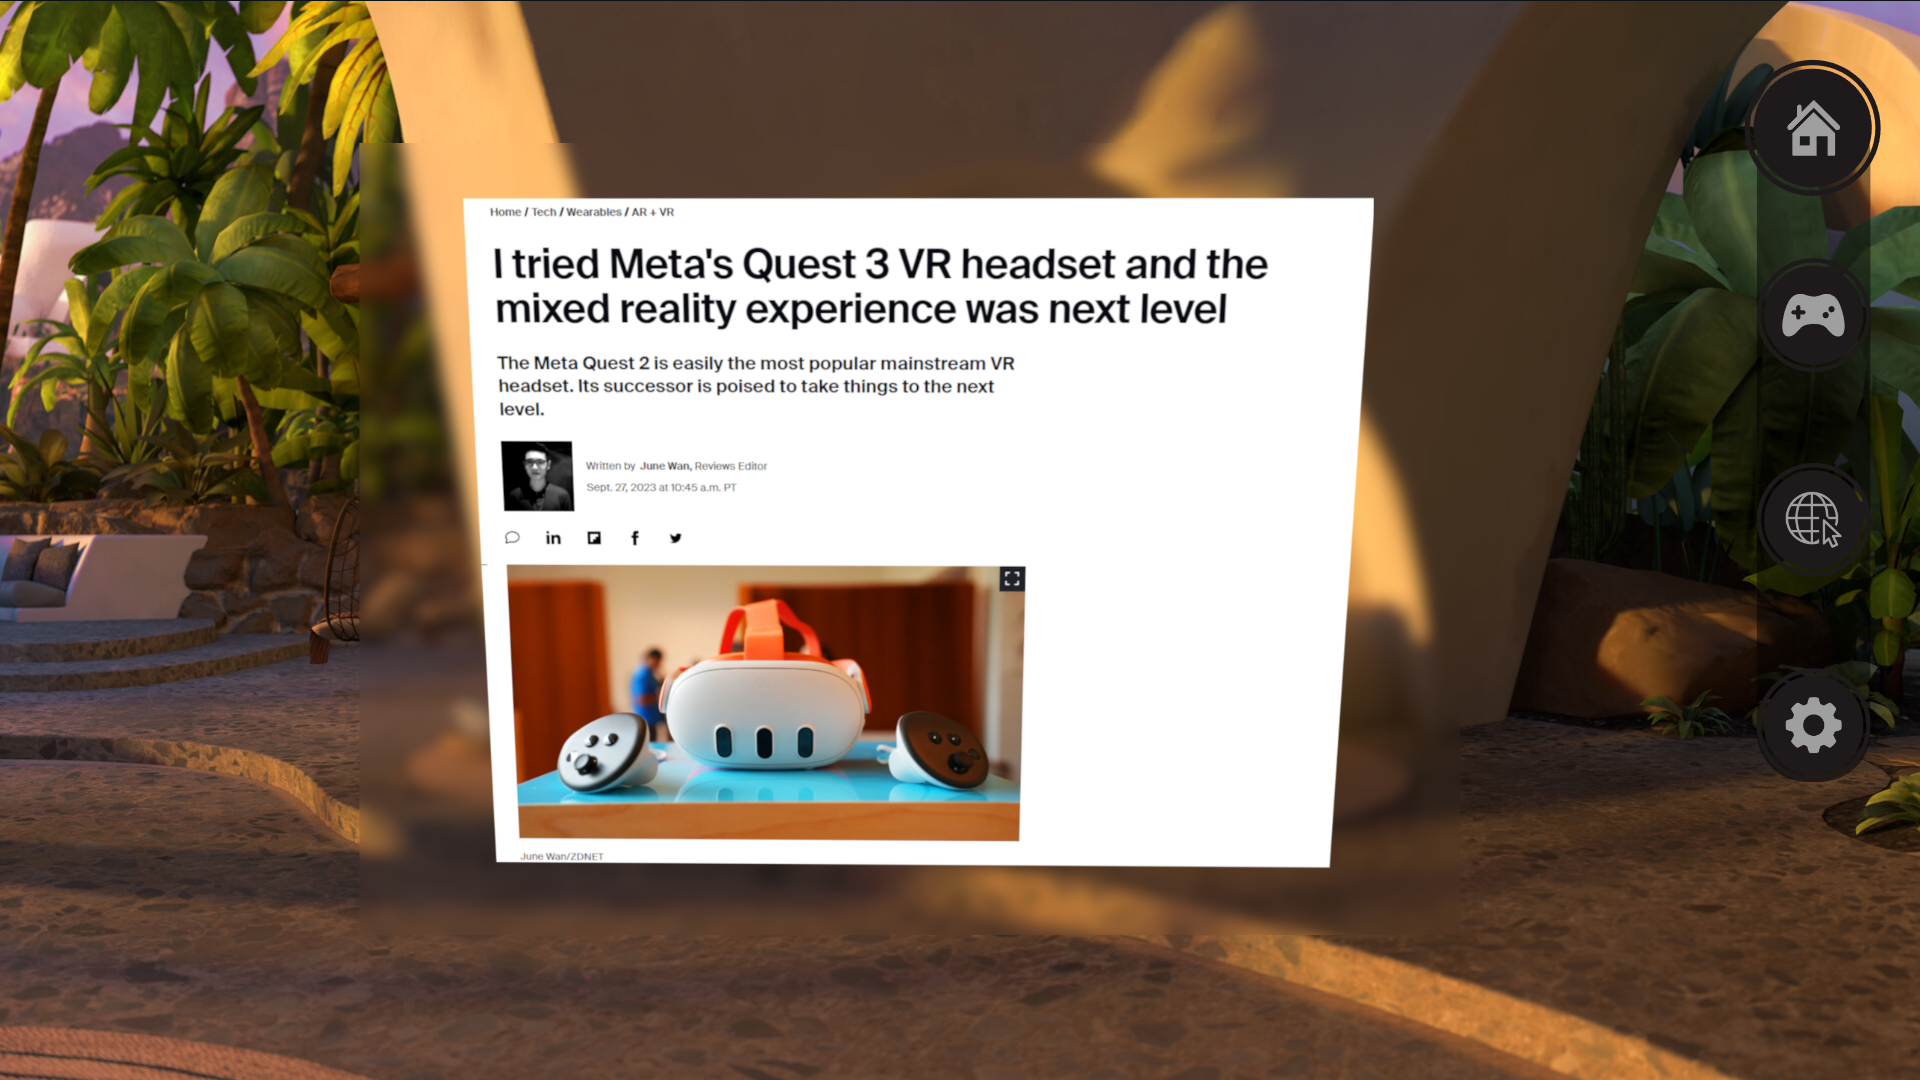 Home / Tech / Wearables / AR + VR
I tried Meta's Quest 3 VR headset and the
mixed reality experience was next level
The Meta Quest 2 is easily the most popular mainstream VR
headset. Its successor is poised to take things to the next
level.
Written by June Wan, Reviews Editor
Sept. 27, 2023 at 10:45 a.m. PT
in f
June Wan/ZDNET